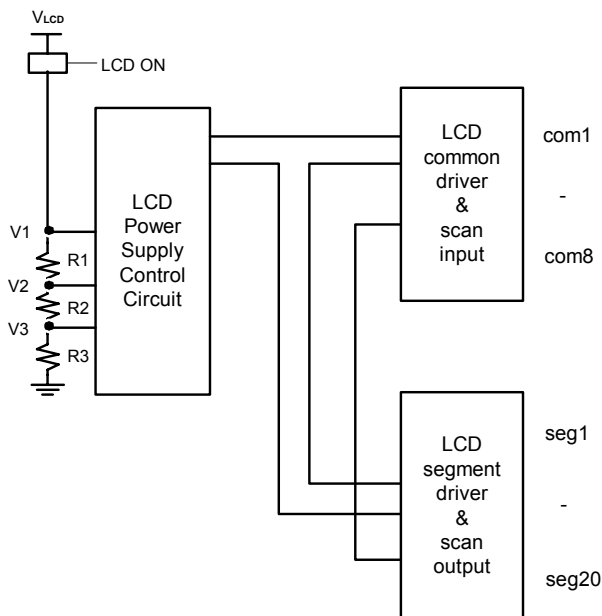 VLCD
LCD ON
LCD
Power
Supply
Control
Circuit
V1
R1
V2
R2
V3
R3
LCD
common
driver
&
scan
input
com1
-
com8
LCD
segment
driver
&
scan
output
seg1
-
seg20